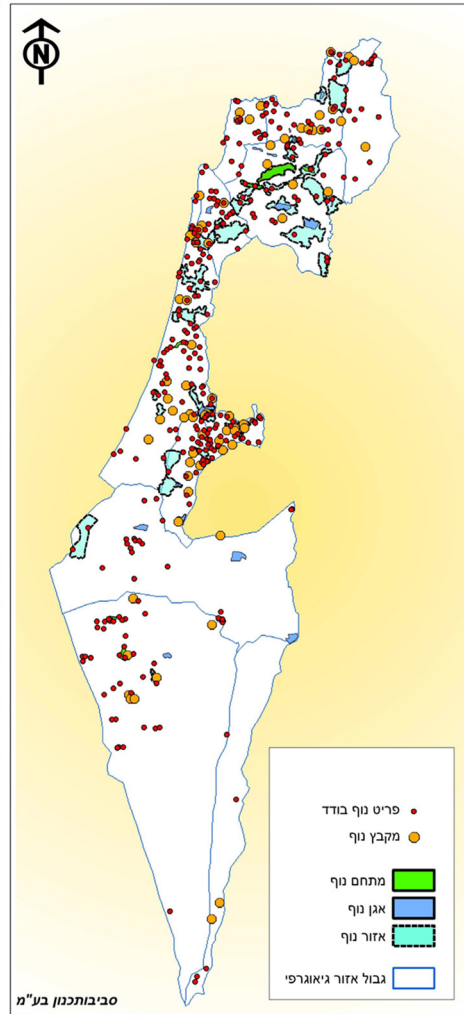 N
פריט נוף בודד
מקבץ נוף
מתחם נוף
אגן נוף
אזור נוף
גבול אזור גיאוגרפי
סביבותכנון בע"מ